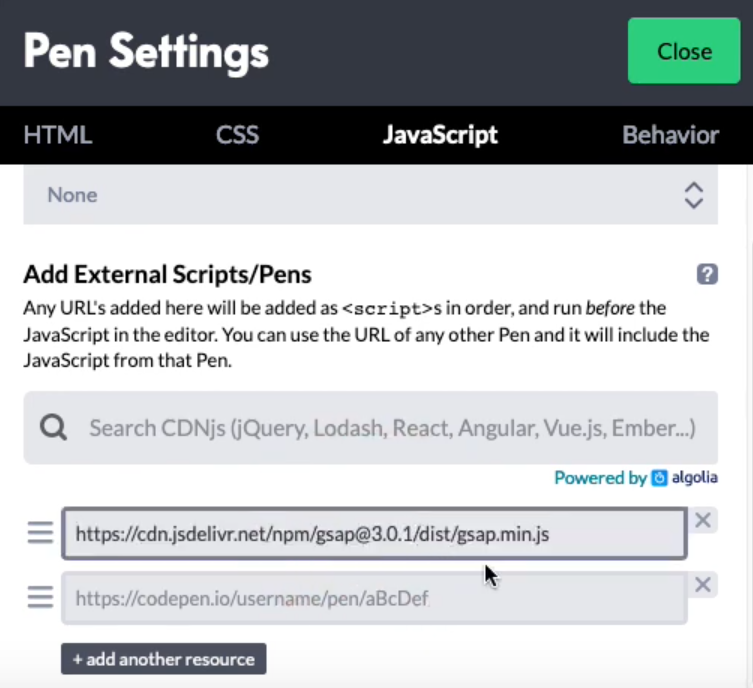 Pen Settings
Close
HTML CSS JavaScript Behavior
None
Add External Scripts/Pens
?
Any URL's added here will be added as <script>s in order, and run before the
JavaScript in the editor. You can use the URL of any other Pen and it will include the
JavaScript from that Pen.
Search CDNjs (jQuery, Lodash, React, Angular, Vue.js, Ember...)
Powered by algolia
https://cdn.jsdelivr.net/npm/gsap@3.0.1/dist/gsap.min.js
https://codepen.io/username/pen/aBcDef
+ add another resource